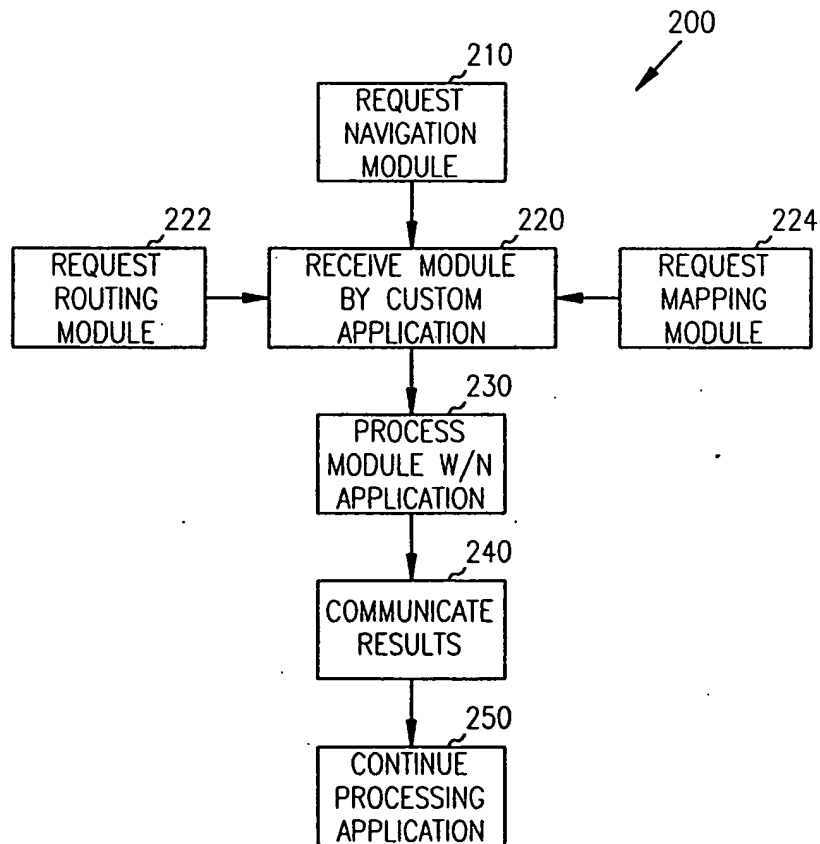 200
210
REQUEST
NAVIGATION
MODULE
222
REQUEST
ROUTING
MODULE
220
RECEIVE MODULE
BY CUSTOM
APPLICATION
224
REQUEST
MAPPING
MODULE
230
PROCESS
MODULE W/N
APPLICATION
240
COMMUNICATE
RESULTS
250
CONTINUE
PROCESSING
APPLICATION